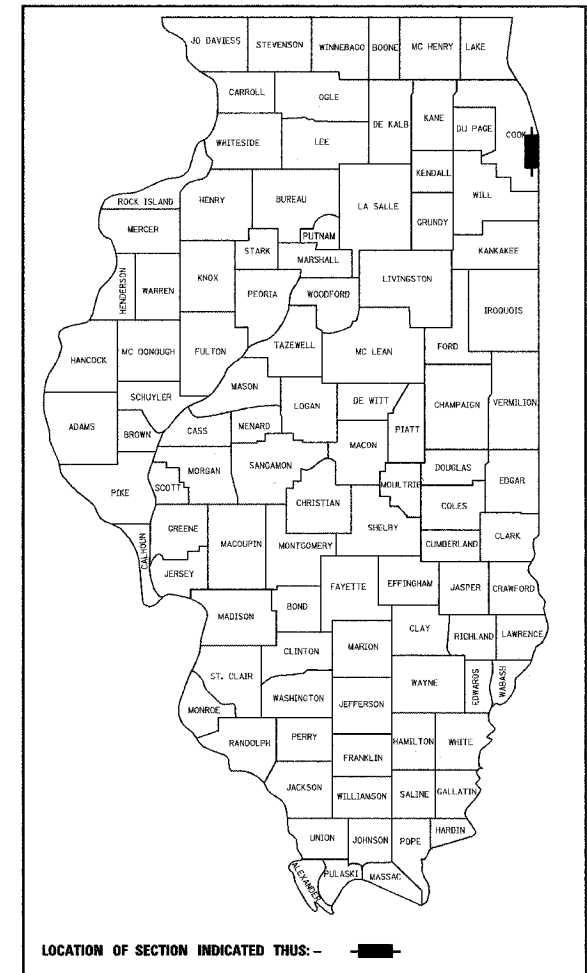 JO DAVIESS
STEVENSON
WINNEBAGO
BOONE
MC HENRY
LAKE
CARROLL
OGLE
DE KALB
KANE
DU PAGE
COOK
WHITESIDE
LEE
KENDALL
WILL
ROCK ISLAND
HENRY
BUREAU
LA SALLE
GRUNDY
MERCER
PUTNAM
KANKAKEE
STARK
MARSHALL
HENDERSON
WARREN
KNOX
PEORIA
WOODFORD
LIVINGSTON
IROQUOIS
HANCOCK
MC DONOUGH
FULTON
TAZEWELL
MC LEAN
FORD
SCHUYLER
MASON
LOGAN
DE WITT
CHAMPAIGN
VERMILION
ADAMS
BROWN
CASS
MENARD
MACON
PIATT
MORGAN
SANGAMON
DOUGLAS
EDGAR
PIKE
SCOTT
CHRISTIAN
MOULTRIE
COLES
GREENE
MACOUPIN
MONTGOMERY
SHELBY
CUMBERLAND
CLARK
CALHOUN
JERSEY
FAYETTE
EFFINGHAM
JASPER
CRAWFORD
MADISON
BOND
CLINTON
MARION
CLAY
RICHLAND
LAWRENCE
ST. CLAIR
WASHINGTON
JEFFERSON
WAYNE
EDWARDS
WABASH
MONROE
RANDOLPH
PERRY
FRANKLIN
HAMILTON
WHITE
JACKSON
WILLIAMSON
SALINE
GALLATIN
UNION
JOHNSON
POPE
HARDIN
ALEXANDER
PULASKI
MASSAC
LOCATION OF SECTION INDICATED THUS: -